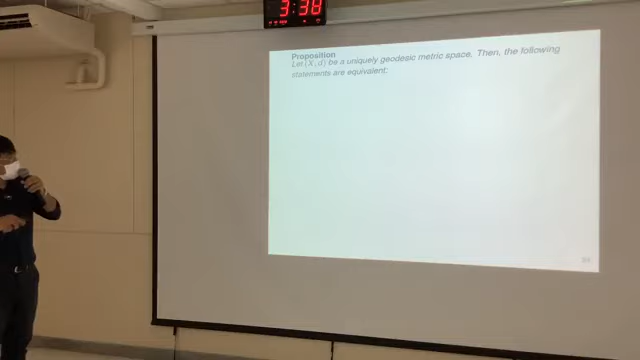 3:38
Proposition
Let (X, d) be a uniquely geodesic metric space. Then, the following
statements are equivalent: